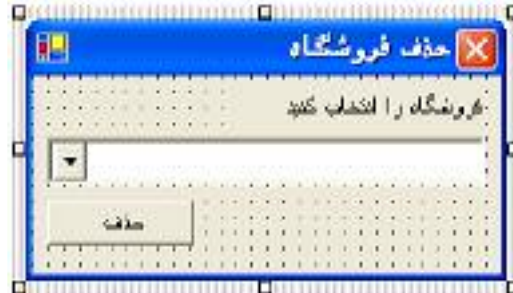 حذف فروشگاه
فروشگاه را انتخاب کنید
حذف